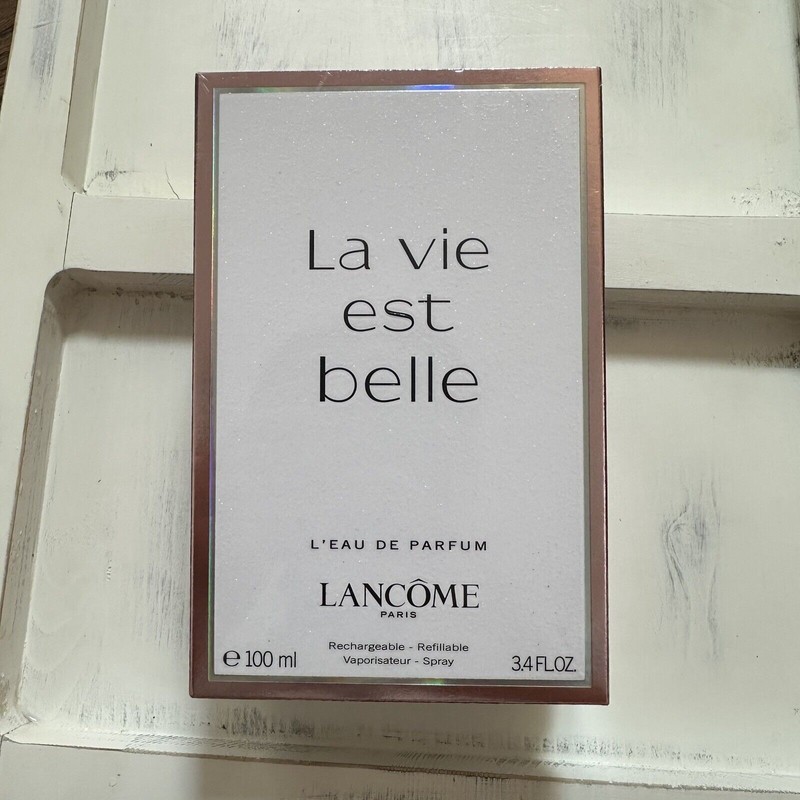 La vie
est
belle
L'EAU DE PARFUM
LANCÔME
PARIS
Rechargeable - Refillable
Vaporisateur - Spray
℮ 100 ml
3.4 FL.OZ.